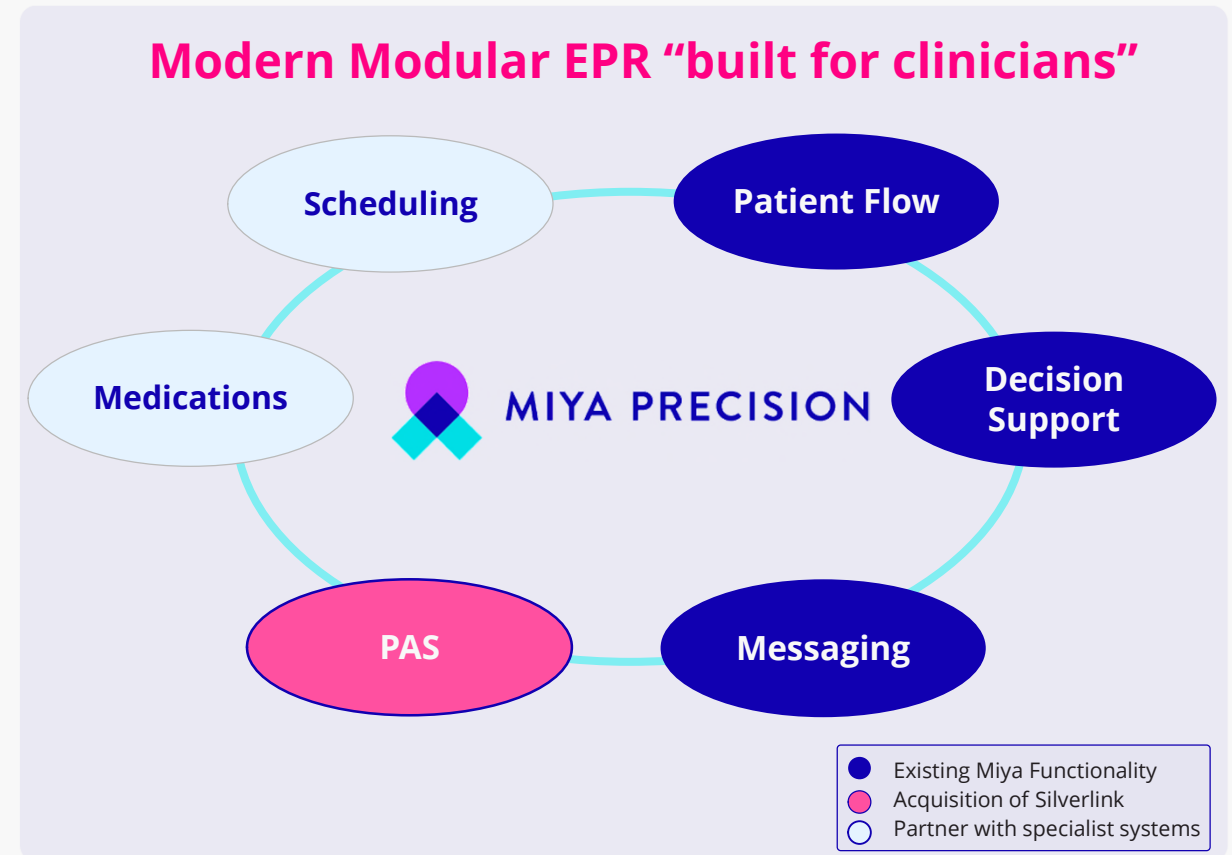 Modern Modular EPR “built for clinicians”
Scheduling
Patient Flow
Medications
MIYA PRECISION
Decision
Support
PAS
Messaging
Existing Miya Functionality
Acquisition of Silverlink
Partner with specialist systems